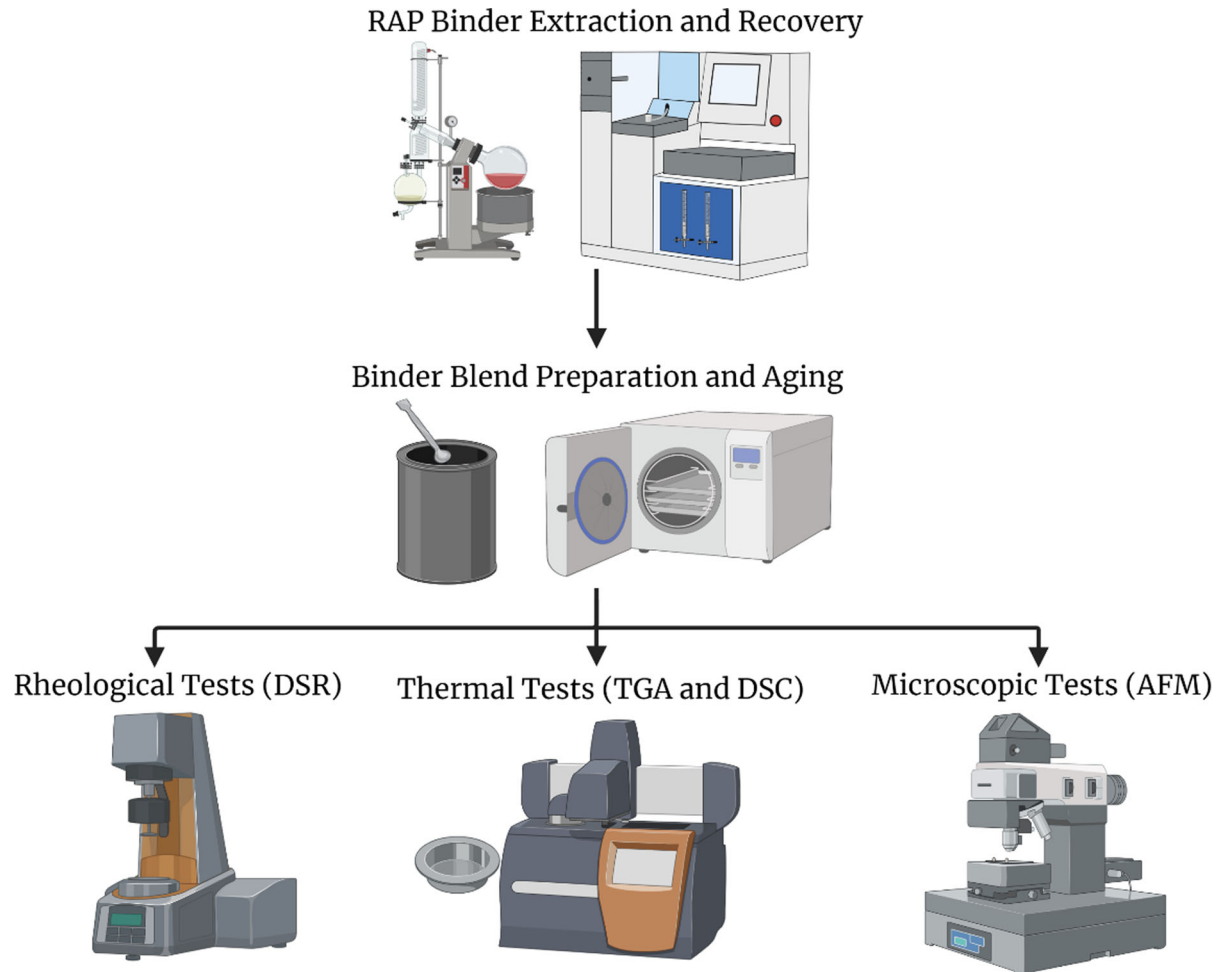 RAP Binder Extraction and Recovery
Binder Blend Preparation and Aging
Rheological Tests (DSR)
Thermal Tests (TGA and DSC)
Microscopic Tests (AFM)